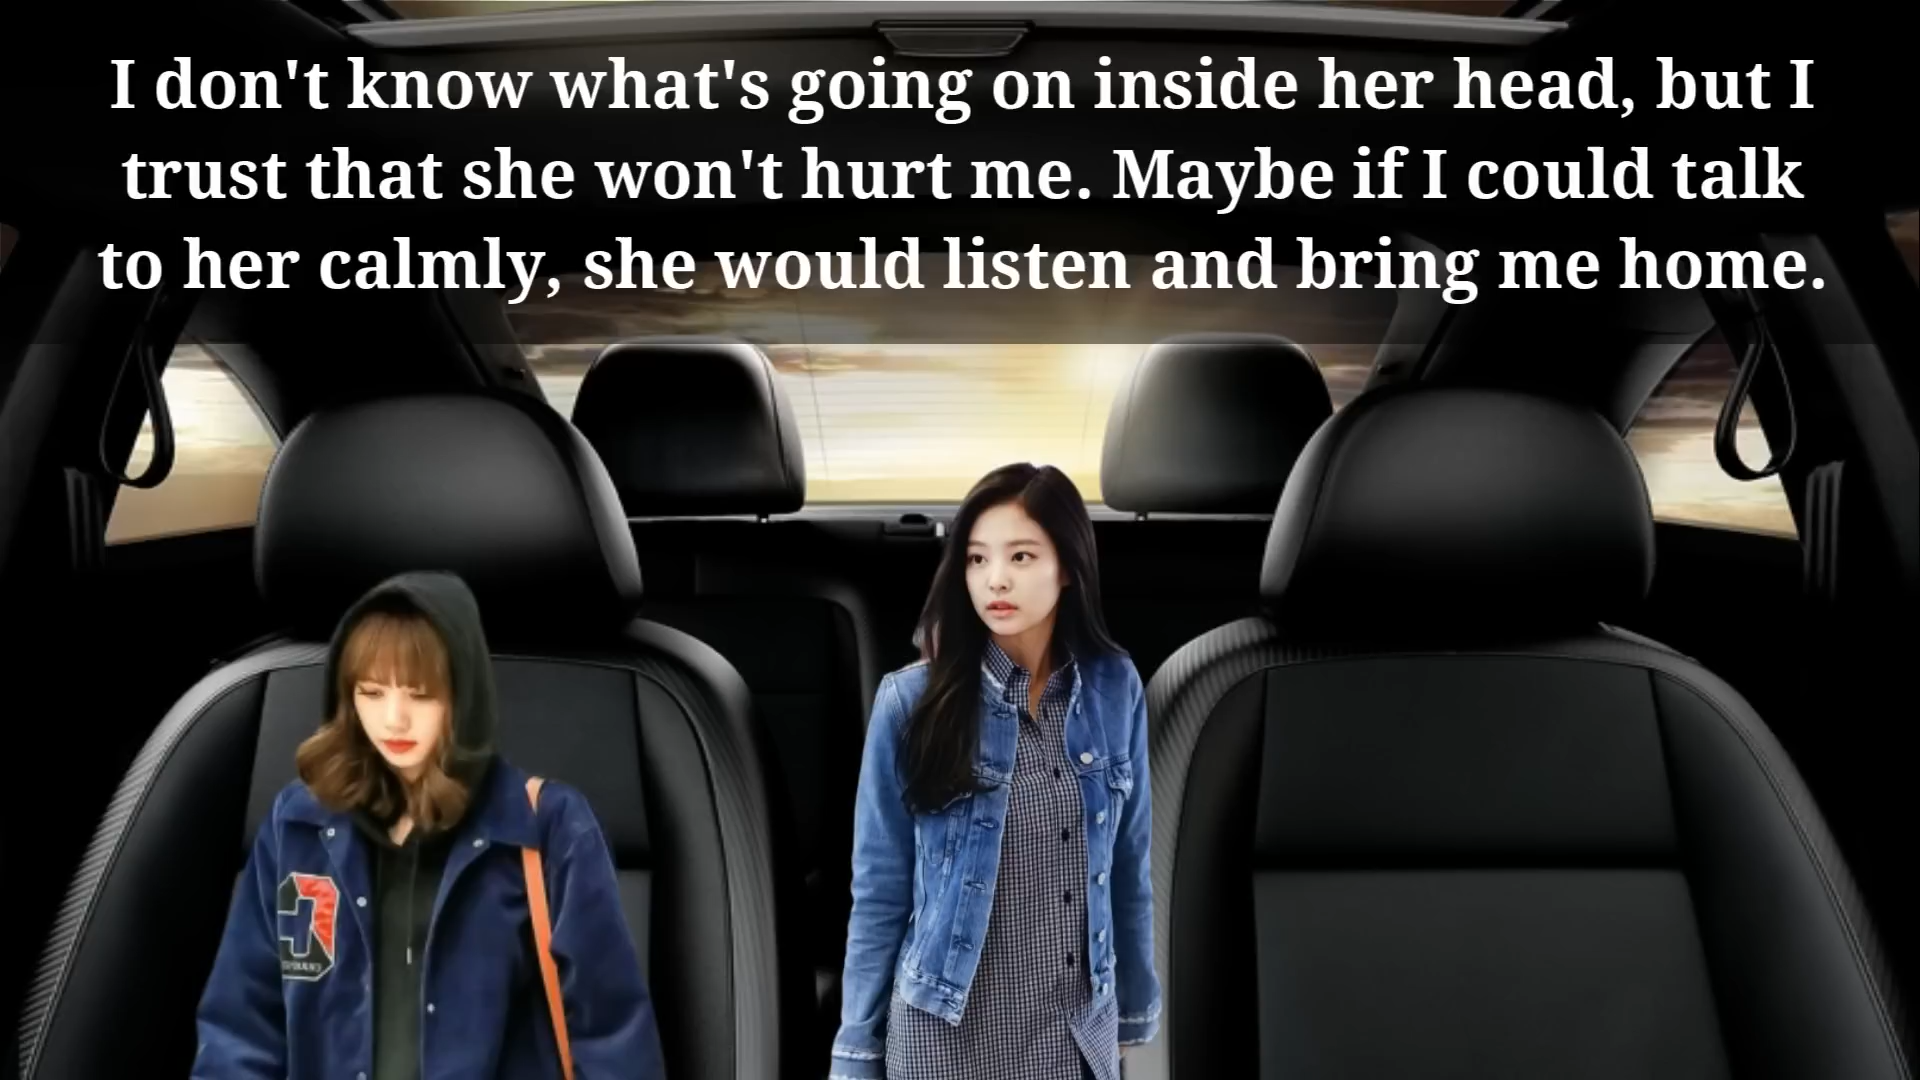 I don't know what's going on inside her head, but I
trust that she won't hurt me. Maybe if I could talk
to her calmly, she would listen and bring me home.